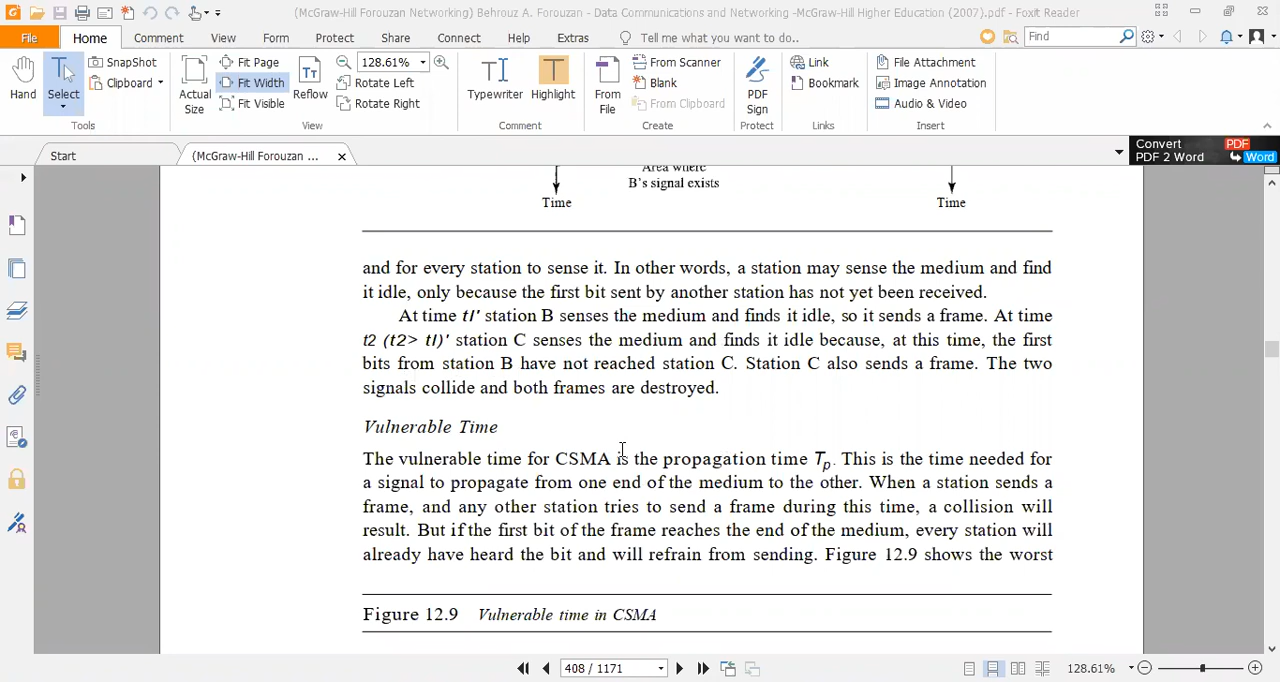 (McGraw-Hill Forouzan Networking) Behrouz A. Forouzan - Data Communications and Networking -McGraw-Hill Higher Education (2007).pdf - Foxit Reader
File Home Comment View Form Protect Share Connect Help Extras Tell me what you want to do.. Find
Hand
Select
SnapShot
Clipboard
Tools
Actual Size
Fit Page
Fit Width
Fit Visible
Reflow
128.61%
Rotate Left
Rotate Right
View
Typewriter
Highlight
Comment
From File
From Scanner
Blank
From Clipboard
Create
PDF Sign
Protect
Link
Bookmark
Links
File Attachment
Image Annotation
Audio & Video
Insert
Start
(McGraw-Hill Forouzan ...
Convert PDF
PDF 2 Word Word
Area where
B's signal exists
Time
Time
and for every station to sense it. In other words, a station may sense the medium and find
it idle, only because the first bit sent by another station has not yet been received.
At time tI' station B senses the medium and finds it idle, so it sends a frame. At time
t2 (t2> tI)' station C senses the medium and finds it idle because, at this time, the first
bits from station B have not reached station C. Station C also sends a frame. The two
signals collide and both frames are destroyed.
Vulnerable Time
The vulnerable time for CSMA is the propagation time Tp. This is the time needed for
a signal to propagate from one end of the medium to the other. When a station sends a
frame, and any other station tries to send a frame during this time, a collision will
result. But if the first bit of the frame reaches the end of the medium, every station will
already have heard the bit and will refrain from sending. Figure 12.9 shows the worst
Figure 12.9 Vulnerable time in CSMA
408 / 1171
128.61%